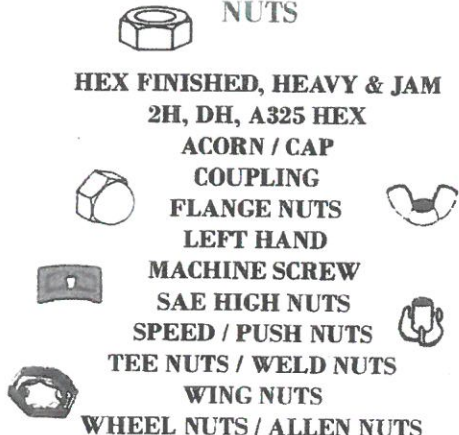 NUTS
HEX FINISHED, HEAVY & JAM
2H, DH, A325 HEX
ACORN / CAP
COUPLING
FLANGE NUTS
LEFT HAND
MACHINE SCREW
SAE HIGH NUTS
SPEED / PUSH NUTS
TEE NUTS / WELD NUTS
WING NUTS
WHEEL NUTS / ALLEN NUTS